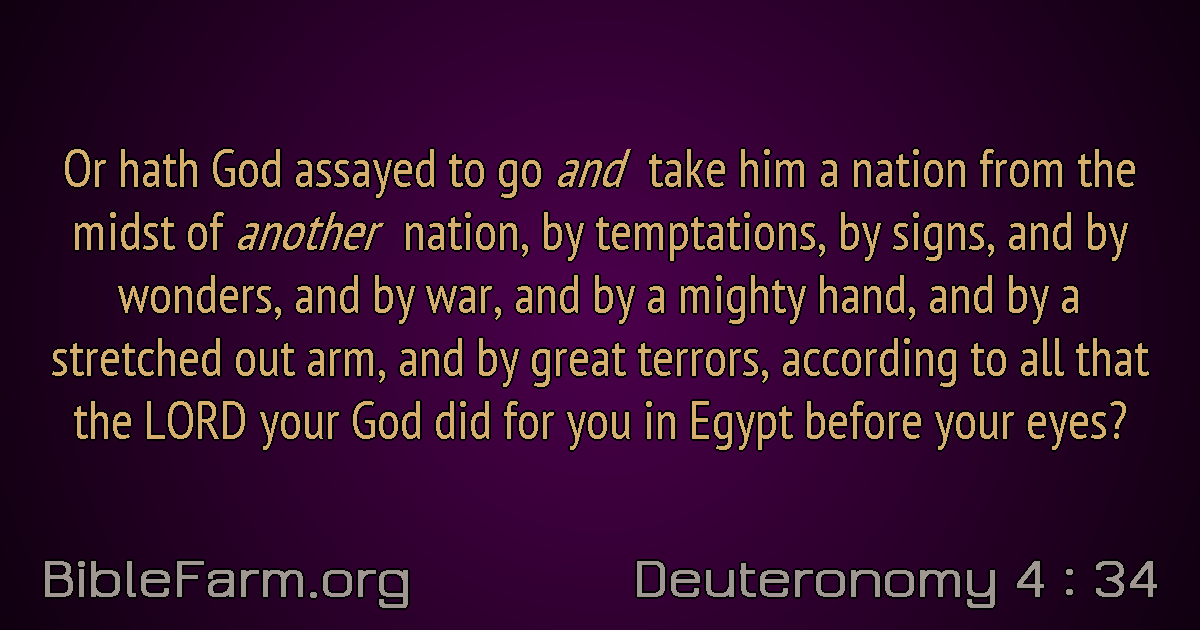 Or hath God assayed to go and take him a nation from the
midst of another nation, by temptations, by signs, and by
wonders, and by war, and by a mighty hand, and by a
stretched out arm, and by great terrors, according to all that
the LORD your God did for you in Egypt before your eyes?
BibleFarm.org
Deuteronomy 4 : 34